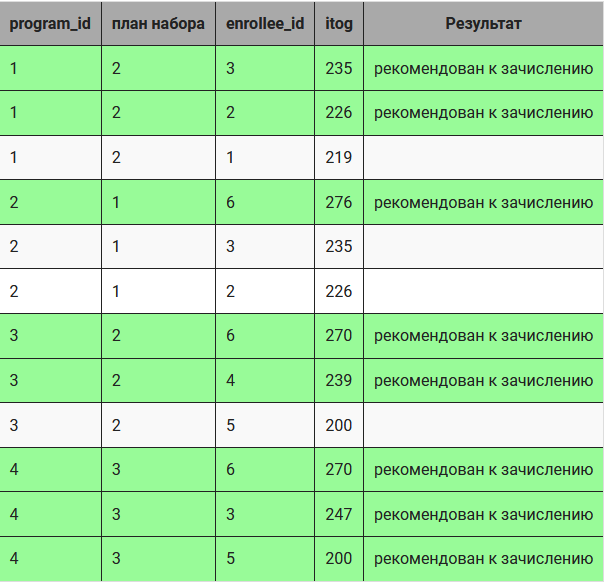 program_id план набора enrollee_id itog Результат
1 2 3 235 рекомендован к зачислению
1 2 2 226 рекомендован к зачислению
1 2 1 219
2 1 6 276 рекомендован к зачислению
2 1 3 235
2 1 2 226
3 2 6 270 рекомендован к зачислению
3 2 4 239 рекомендован к зачислению
3 2 5 200
4 3 6 270 рекомендован к зачислению
4 3 3 247 рекомендован к зачислению
4 3 5 200 рекомендован к зачислению